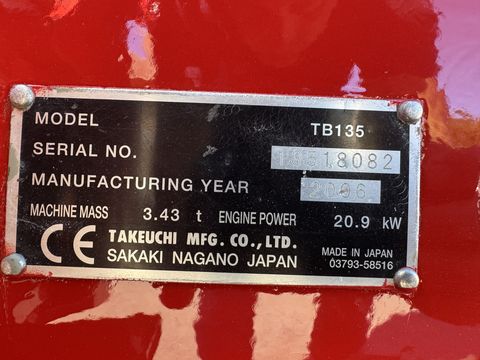 MODEL TB135
SERIAL NO. 13518082
MANUFACTURING YEAR 2006
MACHINE MASS 3.43 t ENGINE POWER 20.9 kW
CE TAKEUCHI MFG. CO., LTD.
SAKAKI NAGANO JAPAN
MADE IN JAPAN
03793-58516